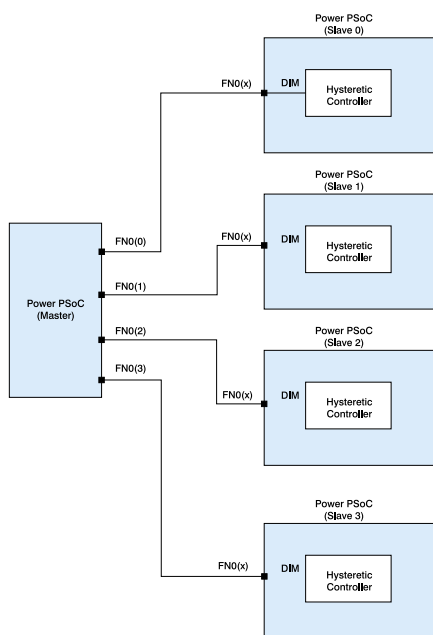 Power PSoC
(Slave 0)
FN0(x)
DIM
Hysteretic
Controller
Power PSoC
(Slave 1)
FN0(x)
DIM
Hysteretic
Controller
Power PSoC
(Master)
FN0(0)
FN0(1)
FN0(2)
FN0(3)
Power PSoC
(Slave 2)
FN0(x)
DIM
Hysteretic
Controller
Power PSoC
(Slave 3)
FN0(x)
DIM
Hysteretic
Controller